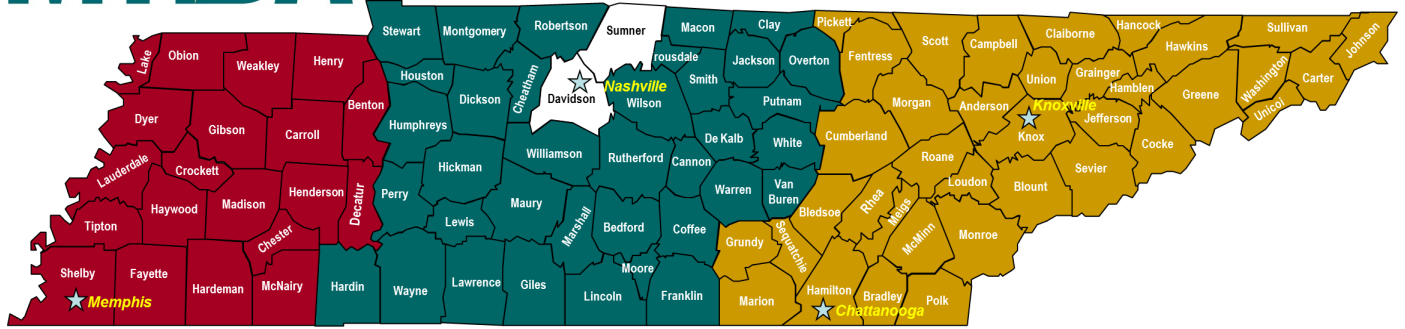 Stewart
Montgomery
Robertson
Sumner
Macon
Clay
Pickett
Fentress
Scott
Campbell
Claiborne
Hancock
Hawkins
Sullivan
Johnson
Lake
Obion
Weakley
Henry
Houston
Dickson
Cheatham
Davidson
Nashville
rousdale
Wilson
Smith
Jackson
Overton
Putnam
Morgan
Anderson
Union
Grainger
Hamblen
Knoxville
Knox
Jefferson
Greene
Washington
Unicoi
Carter
Dyer
Gibson
Carroll
Benton
Humphreys
Hickman
Williamson
Rutherford
Cannon
De Kalb
White
Cumberland
Roane
Loudon
Blount
Sevier
Cocke
Lauderdale
Crockett
Haywood
Madison
Henderson
Decatur
Perry
Lewis
Maury
Marshall
Bedford
Coffee
Warren
Van
Buren
Bledsoe
Rhea
Meigs
McMinn
Monroe
Tipton
Chester
Moore
Grundy
Sequatchie
Shelby
Memphis
Fayette
Hardeman
McNairy
Hardin
Wayne
Lawrence
Giles
Lincoln
Franklin
Marion
Hamilton
Chattanooga
Bradley
Polk